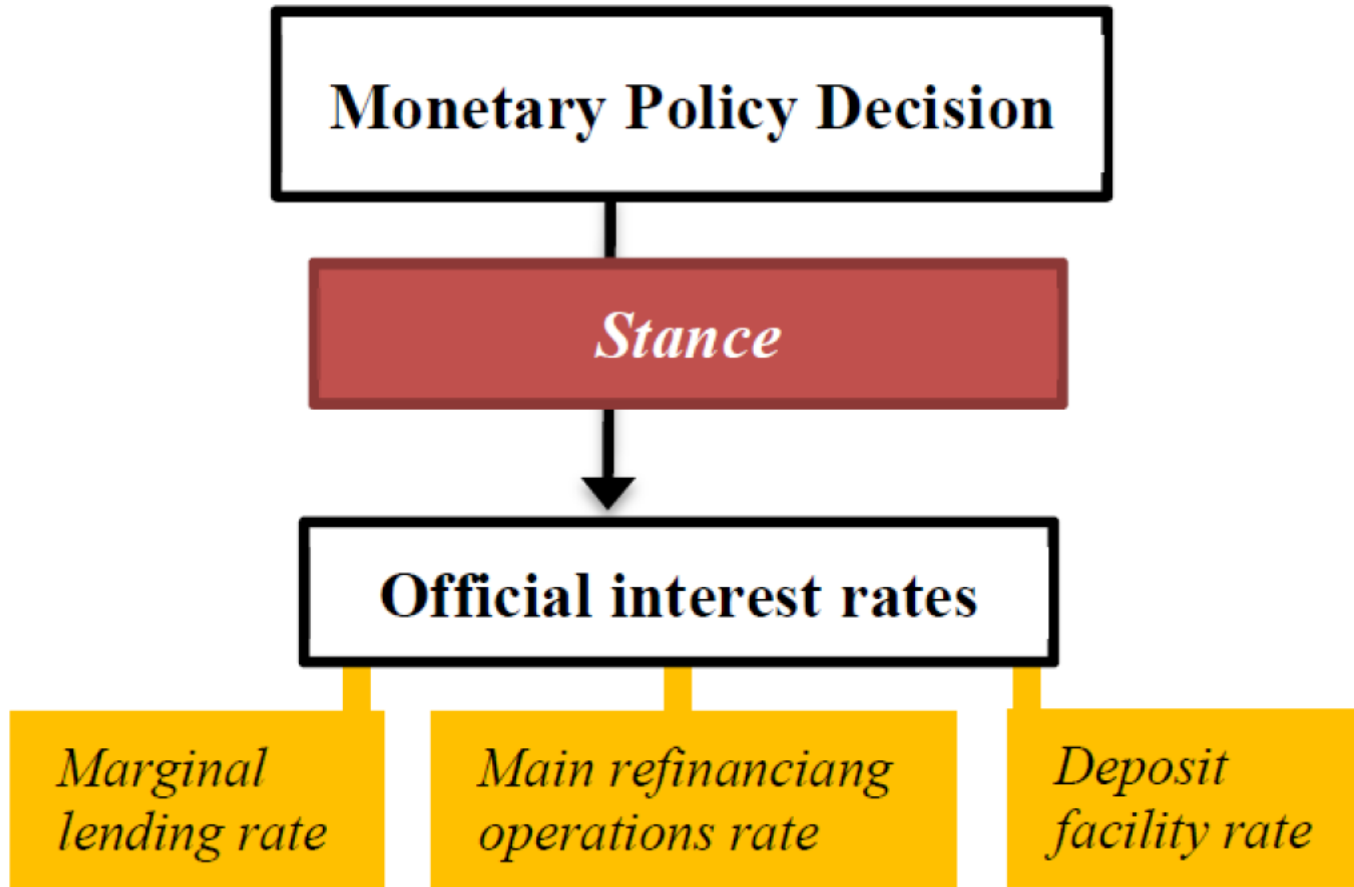 Monetary Policy Decision
Stance
Official interest rates
Marginal
lending rate
Main refinanciang
operations rate
Deposit
facility rate